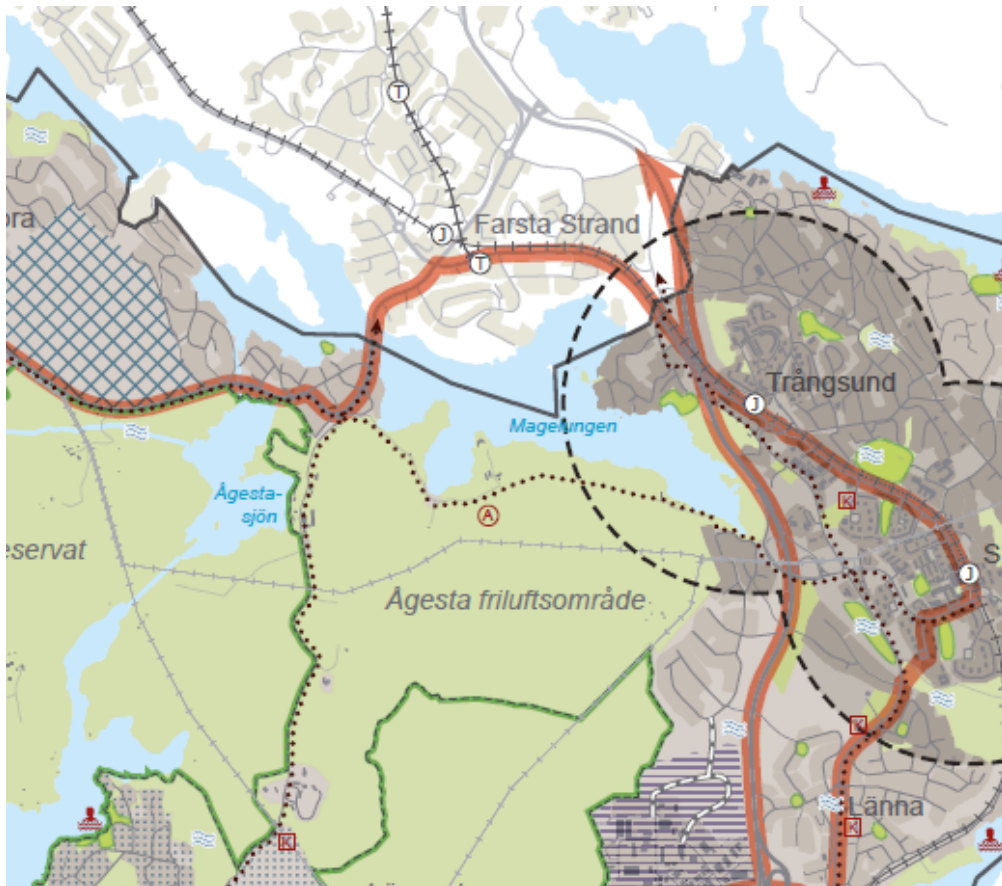 T
Farsta Strand
J
T
ora
Trångsund
J
Magelungen
Ågesta-
sjön
K
A
eservat
S
J
Ågesta friluftsområde
K
Länna
K
K